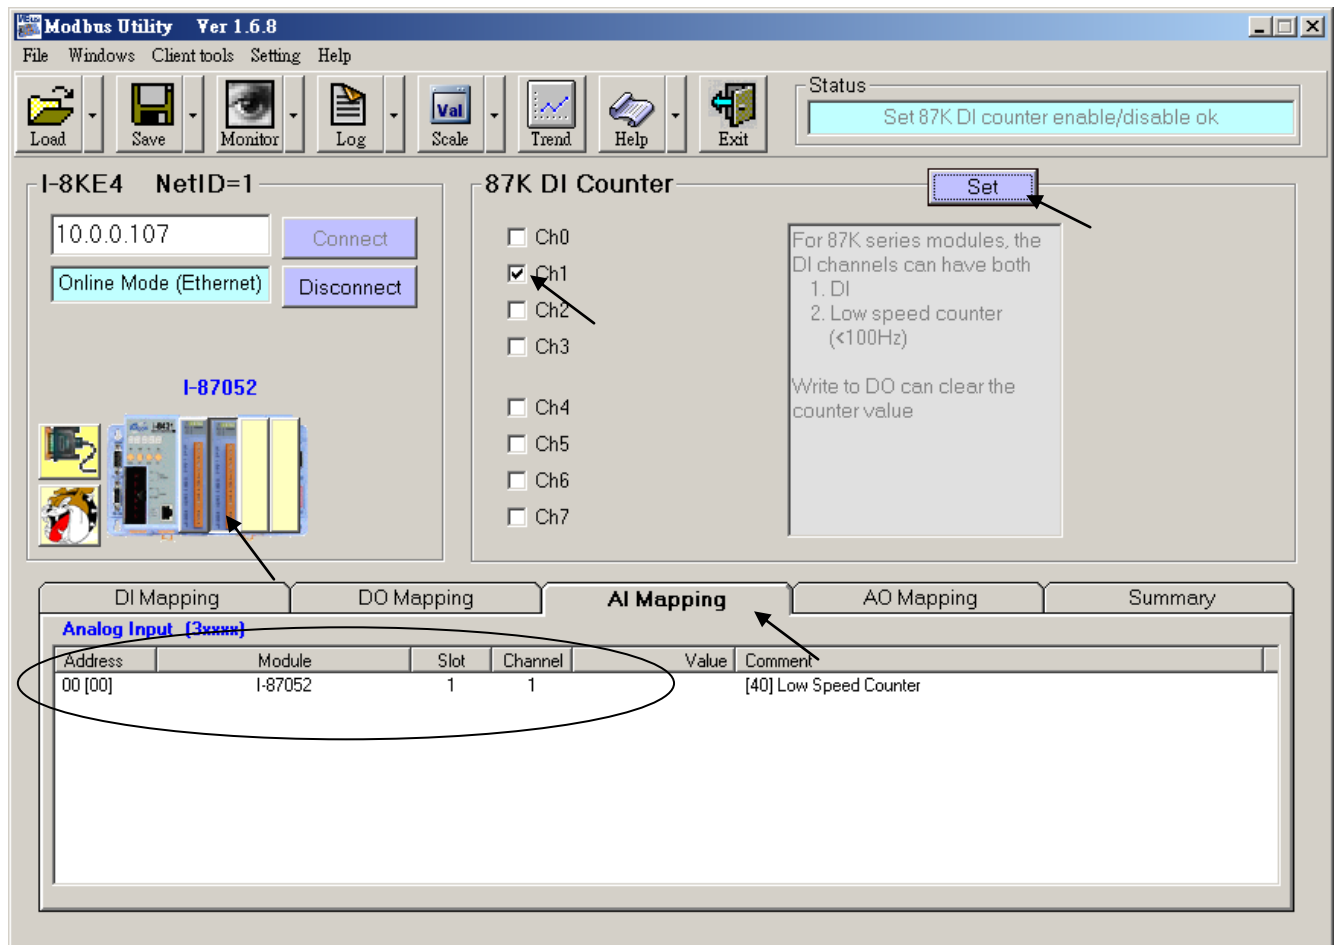 Modbus Utility Ver 1.6.8
File Windows Client tools Setting Help
Load Save Monitor Log Val Scale Trend Help Exit
Status
Set 87K DI counter enable/disable ok
I-8KE4 NetID=1
10.0.0.107 Connect
Online Mode (Ethernet) Disconnect
I-87052
87K DI Counter Set
Ch0
Ch1
Ch2
Ch3
Ch4
Ch5
Ch6
Ch7
For 87K series modules, the
DI channels can have both
1. DI
2. Low speed counter
(<100Hz)
Write to DO can clear the
counter value
DI Mapping DO Mapping AI Mapping AO Mapping Summary
Analog Input (3xxxx)
Address Module Slot Channel Value Comment
00 [00] I-87052 1 1 [40] Low Speed Counter